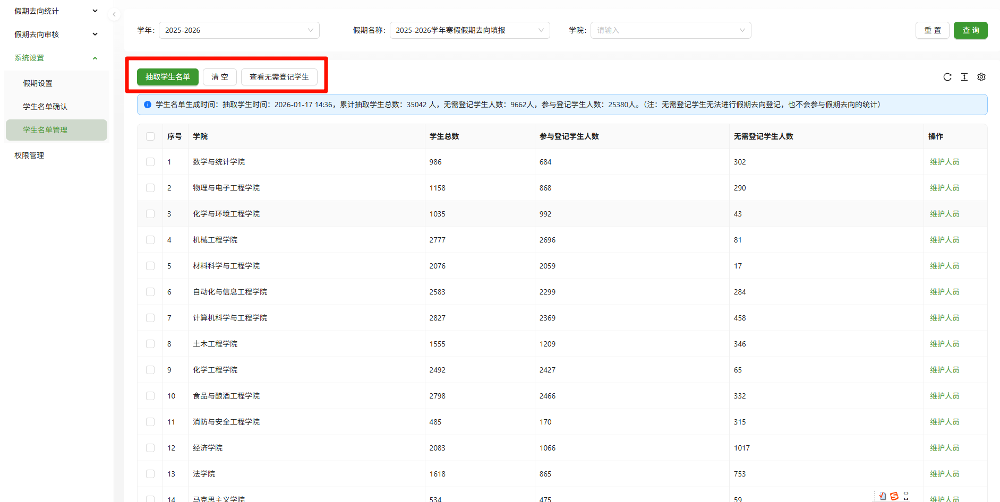 假期去向统计
假期去向审核
系统设置
假期设置
学生名单确认
学生名单管理
权限管理
学年： 2025-2026 假期名称： 2025-2026学年寒假假期去向填报 学院： 请输入 重 置 查 询
抽取学生名单 清 空 查看无需登记学生
学生名单生成时间：抽取学生时间：2026-01-17 14:36，累计抽取学生总数：35042 人，无需登记学生人数：9662人，参与登记学生人数：25380人。（注：无需登记学生无法进行假期去向登记，也不会参与假期去向的统计）
序号 学院 学生总数 参与登记学生人数 无需登记学生人数 操作
1 数学与统计学院 986 684 302 维护人员
2 物理与电子工程学院 1158 868 290 维护人员
3 化学与环境工程学院 1035 992 43 维护人员
4 机械工程学院 2777 2696 81 维护人员
5 材料科学与工程学院 2076 2059 17 维护人员
6 自动化与信息工程学院 2583 2299 284 维护人员
7 计算机科学与工程学院 2827 2369 458 维护人员
8 土木工程学院 1555 1209 346 维护人员
9 化学工程学院 2492 2427 65 维护人员
10 食品与酿酒工程学院 2798 2466 332 维护人员
11 消防与安全工程学院 485 170 315 维护人员
12 经济学院 2083 1066 1017 维护人员
13 法学院 1618 865 753 维护人员
14 马克思主义学院 534 475 59 维护人员